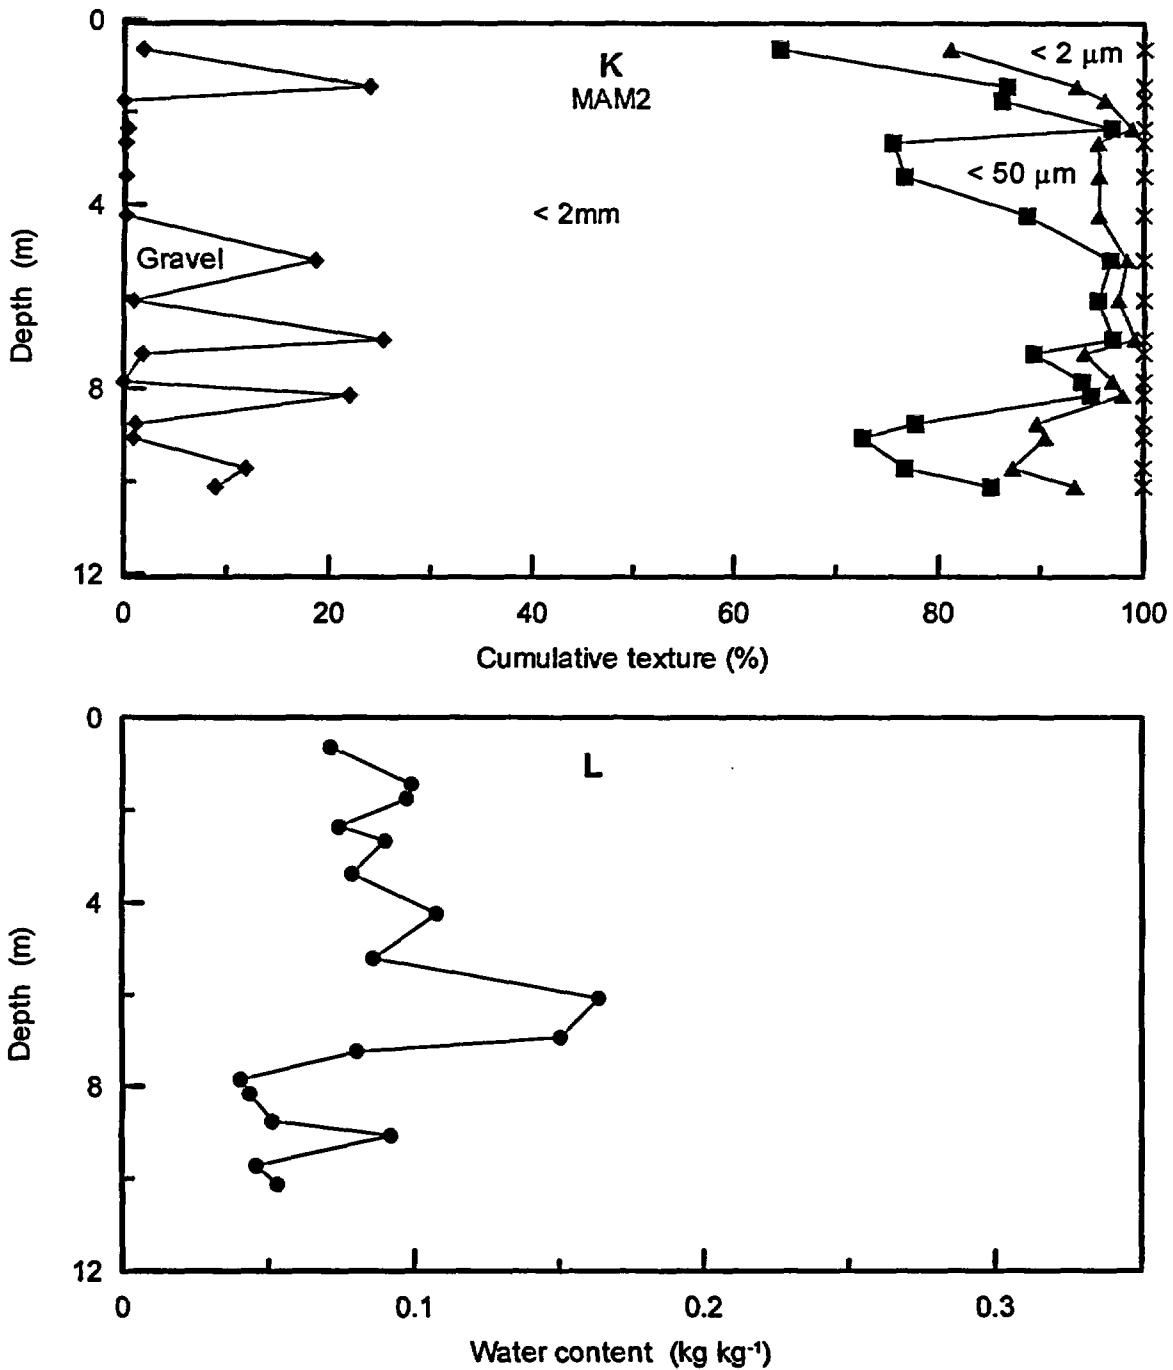 0
K
< 2 μm
MAM2
< 50 μm
4
< 2mm
Gravel
Depth (m)
8
12
0 20 40 60 80 100
Cumulative texture (%)
0
L
4
Depth (m)
8
12
0 0.1 0.2 0.3
Water content (kg kg⁻¹)